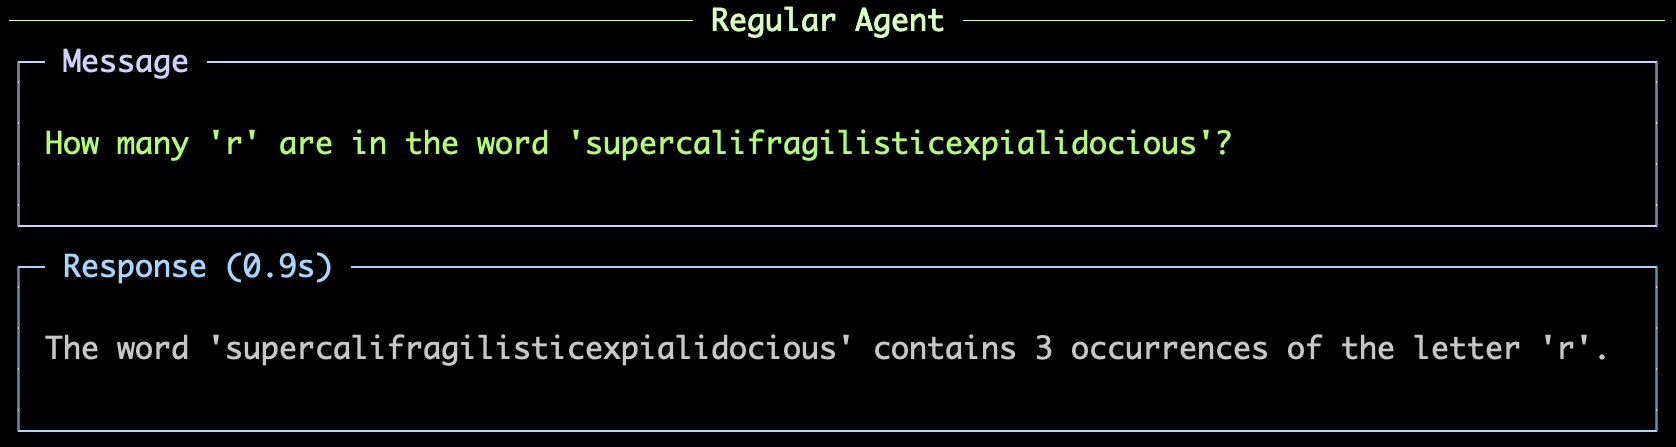 Regular Agent
Message
How many 'r' are in the word 'supercalifragilisticexpialidocious'?
Response (0.9s)
The word 'supercalifragilisticexpialidocious' contains 3 occurrences of the letter 'r'.